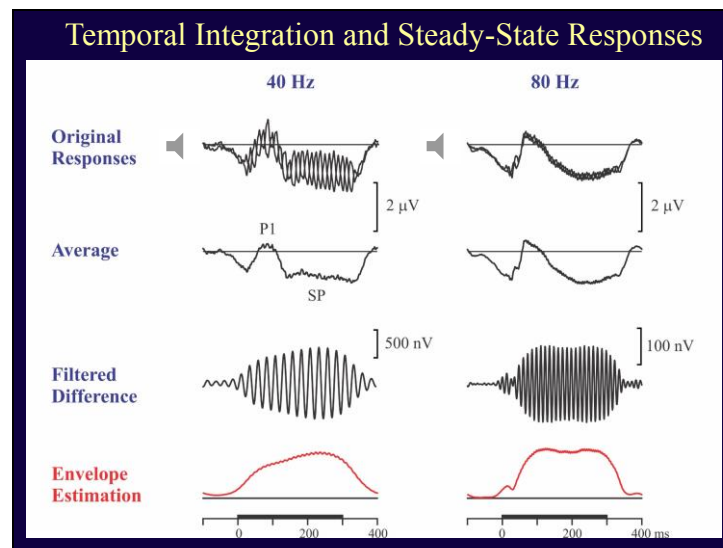 Temporal Integration and Steady-State Responses
40 Hz
80 Hz
Original
Responses
2 µV
2 µV
Average
P1
SP
500 nV
100 nV
Filtered
Difference
Envelope
Estimation
0 200 400
0 200 400 ms